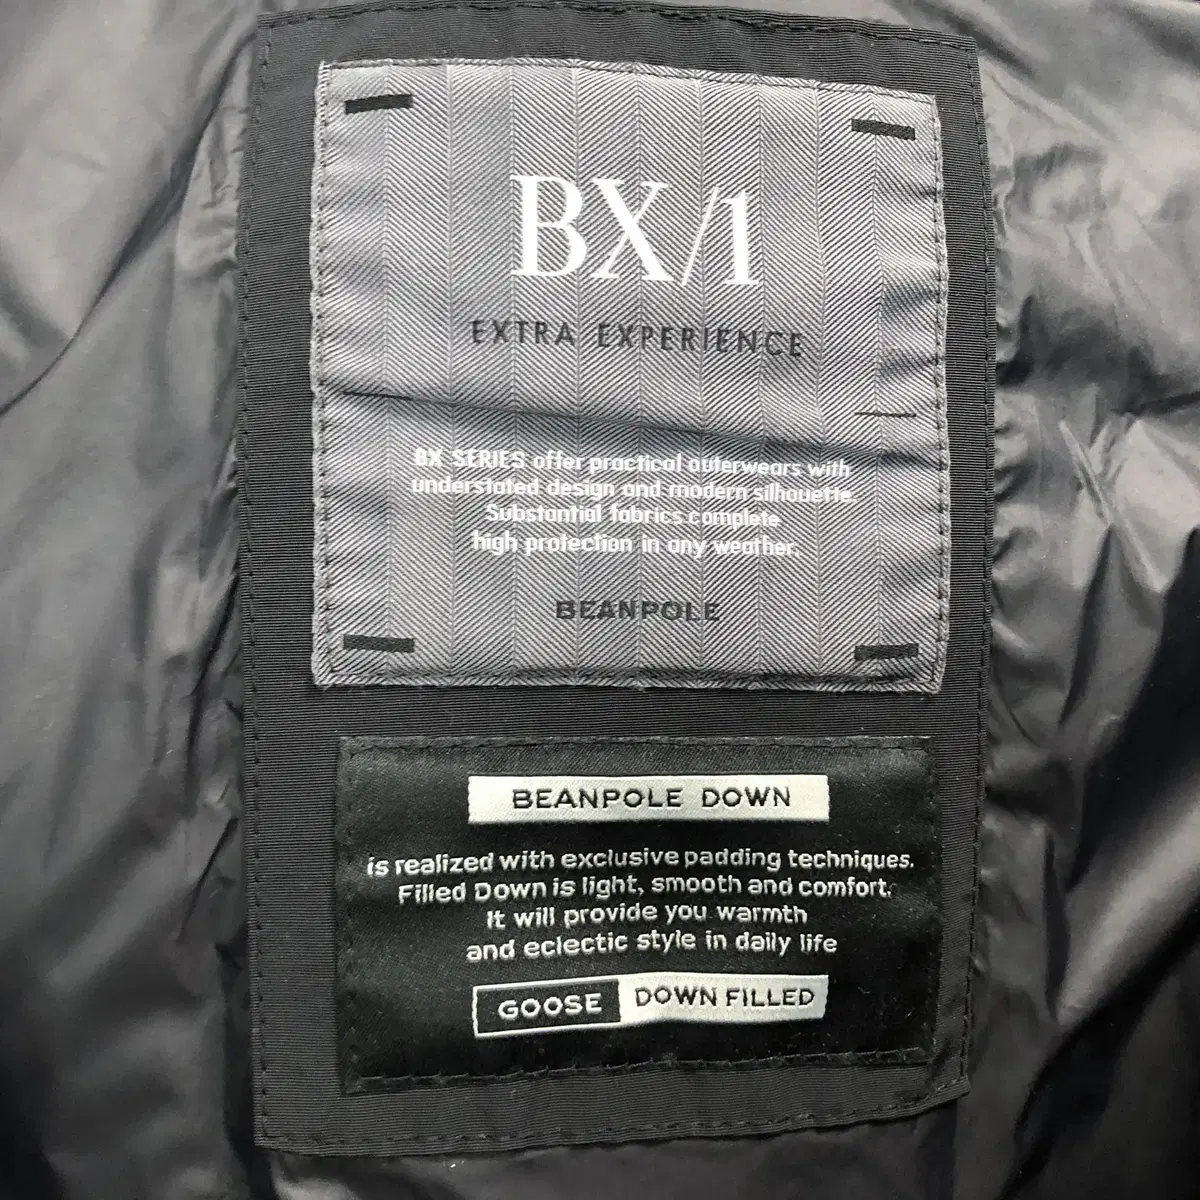 BX/1
EXTRA EXPERIENCE
BX SERIES offer practical outerwears with
understated design and modern silhouette.
Substantial fabrics complete
high protection in any weather.
BEANPOLE
BEANPOLE DOWN
is realized with exclusive padding techniques.
Filled Down is light, smooth and comfort.
It will provide you warmth
and eclectic style in daily life
GOOSE DOWN FILLED